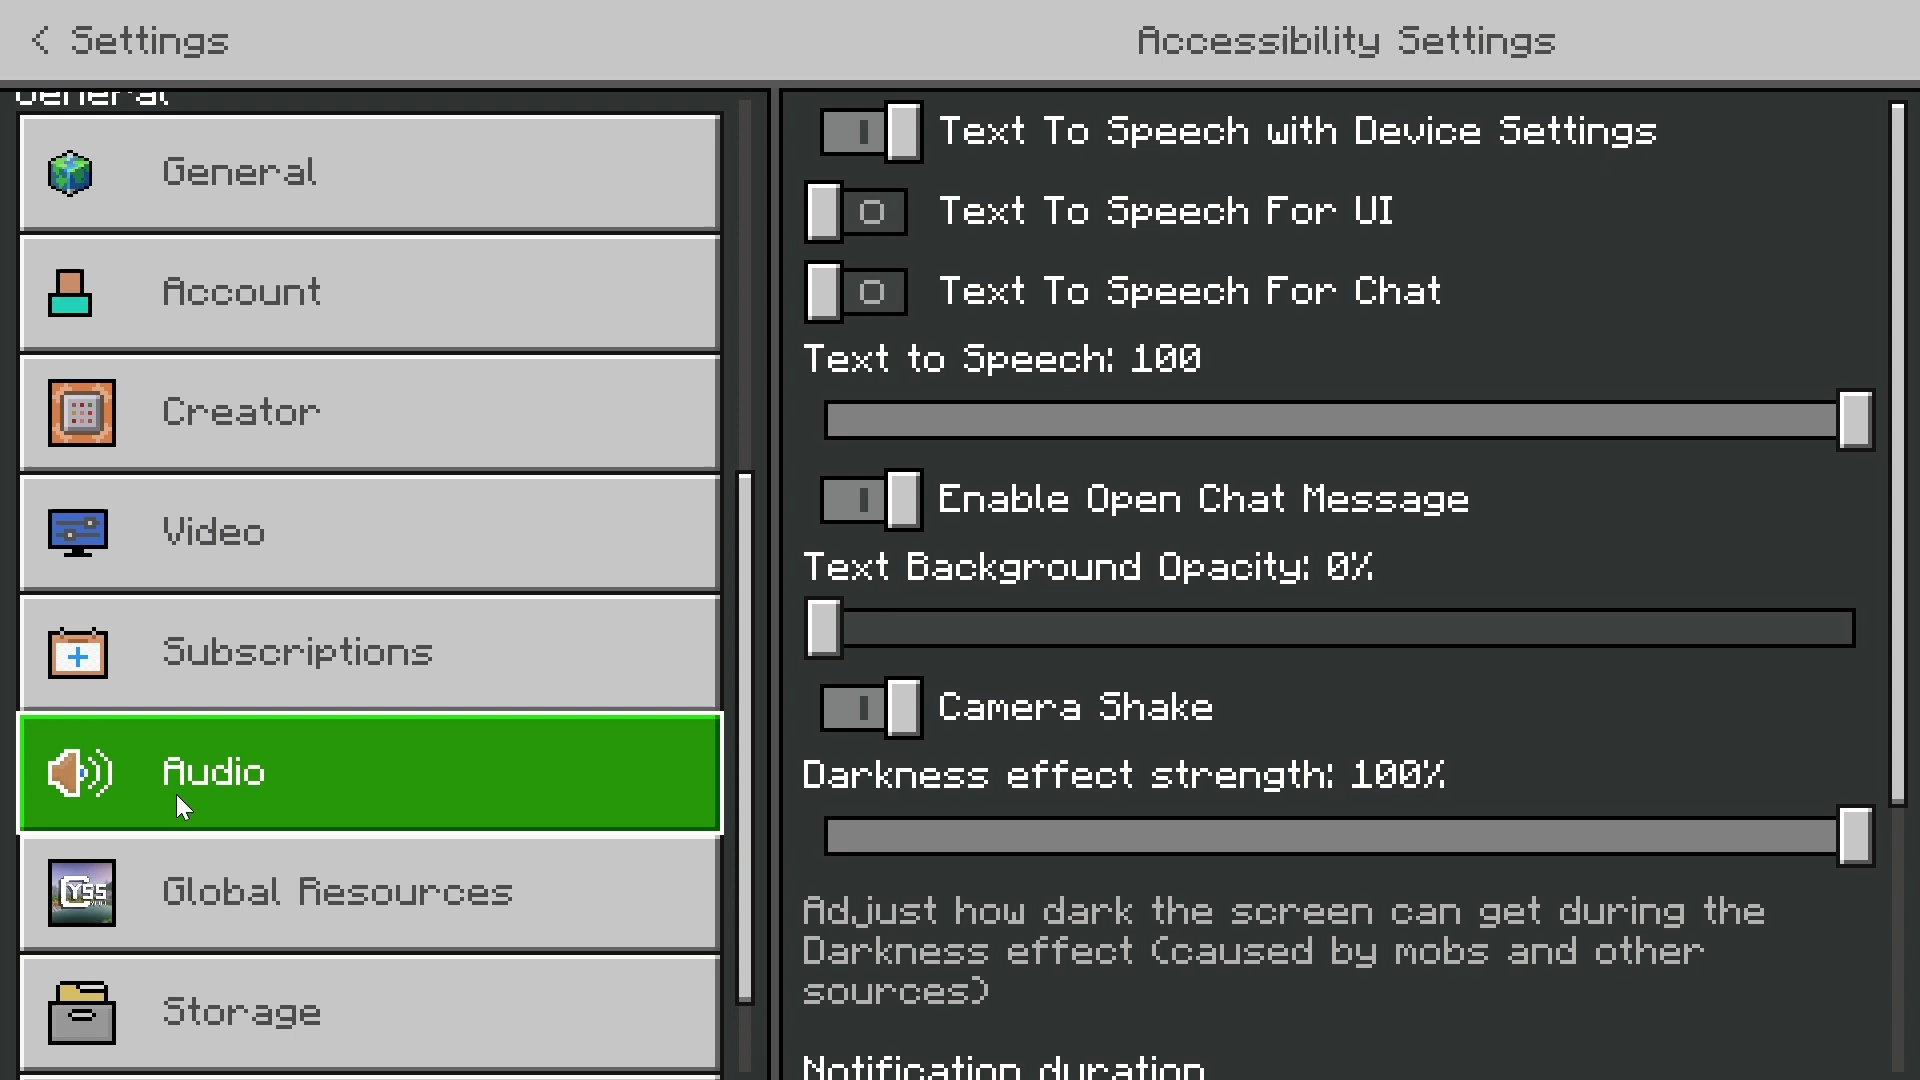 Settings
Accessibility Settings
General
General
Account
Creator
Video
Subscriptions
Audio
Global Resources
Storage
Text To Speech with Device Settings
Text To Speech For UI
Text To Speech For Chat
Text to Speech: 100
Enable Open Chat Message
Text Background Opacity: 0%
Camera Shake
Darkness effect strength: 100%
Adjust how dark the screen can get during the
Darkness effect (caused by mobs and other
sources)
Notification duration